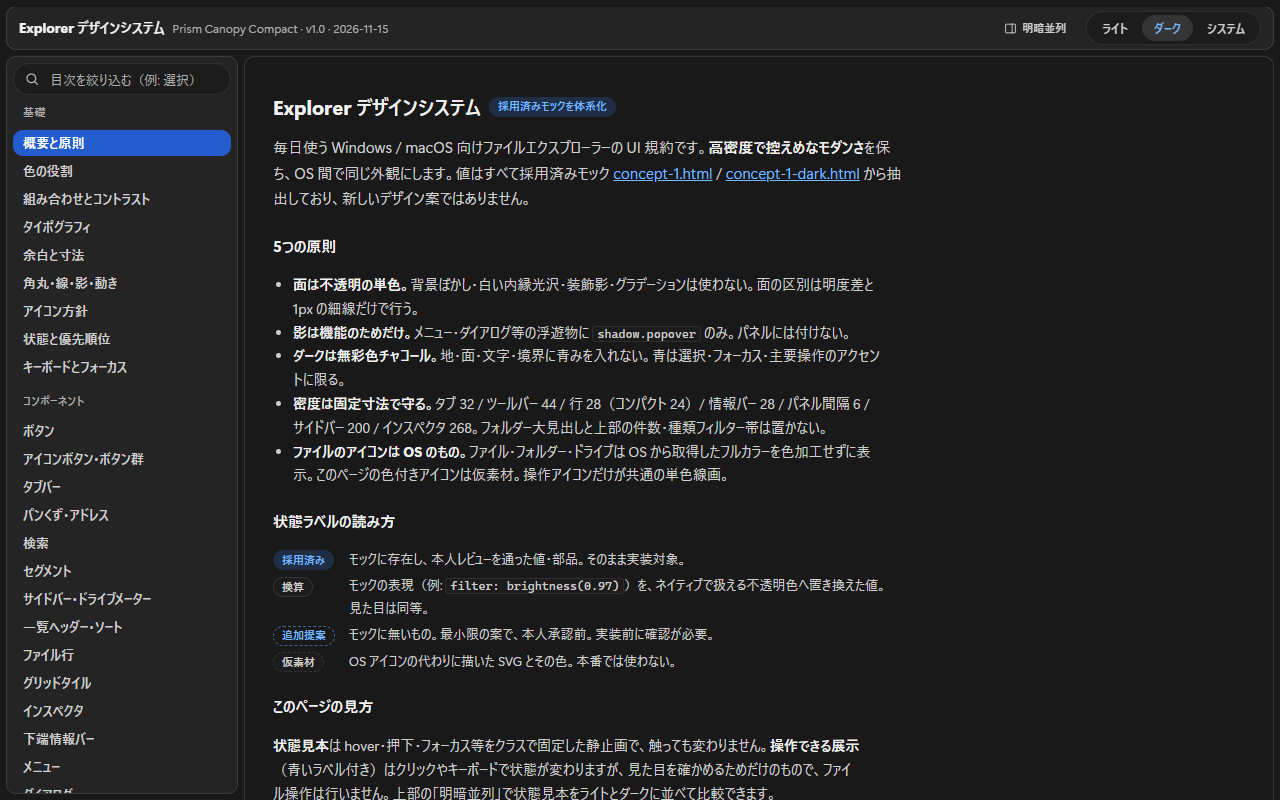 Explorer デザインシステム Prism Canopy Compact · v1.0 · 2026-11-15
明暗並列 ライト ダーク システム
目次を絞り込む（例: 選択）
基礎
概要と原則
色の役割
組み合わせとコントラスト
タイポグラフィ
余白と寸法
角丸・線・影・動き
アイコン方針
状態と優先順位
キーボードとフォーカス
コンポーネント
ボタン
アイコンボタン・ボタン群
タブバー
パンくず・アドレス
検索
セグメント
サイドバー・ドライブメーター
一覧ヘッダー・ソート
ファイル行
グリッドタイル
インスペクタ
下端情報バー
メニュー
ダイアログ
Explorer デザインシステム 採用済みモックを体系化
毎日使う Windows / macOS 向けファイルエクスプローラーの UI 規約です。高密度で控えめなモダンさを保
ち、OS 間で同じ外観にします。値はすべて採用済みモック concept-1.html / concept-1-dark.html から抽
出しており、新しいデザイン案ではありません。
5つの原則
• 面は不透明の単色。背景ぼかし・白い内縁光沢・装飾影・グラデーションは使わない。面の区別は明度差と
1px の細線だけで行う。
• 影は機能のためだけ。メニュー・ダイアログ等の浮遊物に shadow.popover のみ。パネルには付けない。
• ダークは無彩色チャコール。地・面・文字・境界に青みを入れない。青は選択・フォーカス・主要操作のアクセン
トに限る。
• 密度は固定寸法で守る。タブ 32 / ツールバー 44 / 行 28（コンパクト 24）/ 情報バー 28 / パネル間隔 6 /
サイドバー 200 / インスペクタ 268。フォルダー大見出しと上部の件数・種類フィルター帯は置かない。
• ファイルのアイコンは OS のもの。ファイル・フォルダー・ドライブは OS から取得したフルカラーを色加工せずに表
示。このページの色付きアイコンは仮素材。操作アイコンだけが共通の単色線画。
状態ラベルの読み方
採用済み モックに存在し、本人レビューを通った値・部品。そのまま実装対象。
換算 モックの表現（例: filter: brightness(0.97)）を、ネイティブで扱える不透明色へ置き換えた値。
見た目は同等。
追加提案 モックに無いもの。最小限の案で、本人承認前。実装前に確認が必要。
仮素材 OS アイコンの代わりに描いた SVG とその色。本番では使わない。
このページの見方
状態見本は hover・押下・フォーカス等をクラスで固定した静止画で、触っても変わりません。操作できる展示
（青いラベル付き）はクリックやキーボードで状態が変わりますが、見た目を確かめるためだけのもので、ファイ
ル操作は行いません。上部の「明暗並列」で状態見本をライトとダークに並べて比較できます。